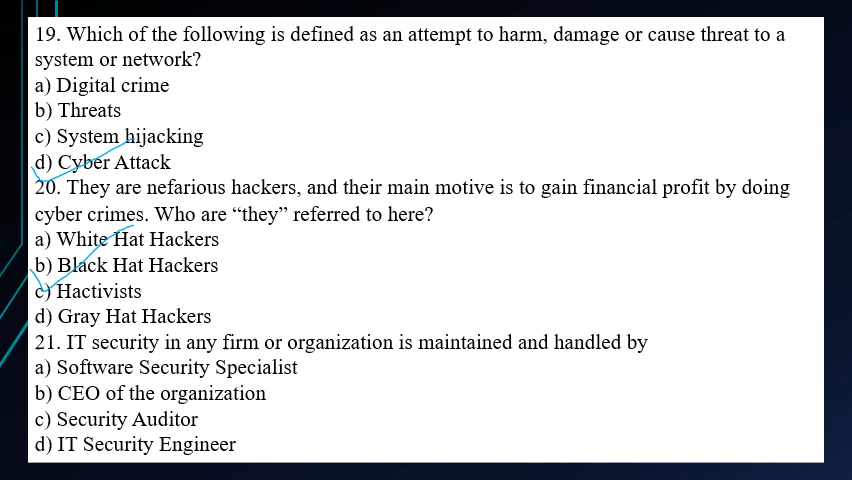 19. Which of the following is defined as an attempt to harm, damage or cause threat to a
system or network?
a) Digital crime
b) Threats
c) System hijacking
d) Cyber Attack
20. They are nefarious hackers, and their main motive is to gain financial profit by doing
cyber crimes. Who are “they” referred to here?
a) White Hat Hackers
b) Black Hat Hackers
c) Hactivists
d) Gray Hat Hackers
21. IT security in any firm or organization is maintained and handled by
a) Software Security Specialist
b) CEO of the organization
c) Security Auditor
d) IT Security Engineer